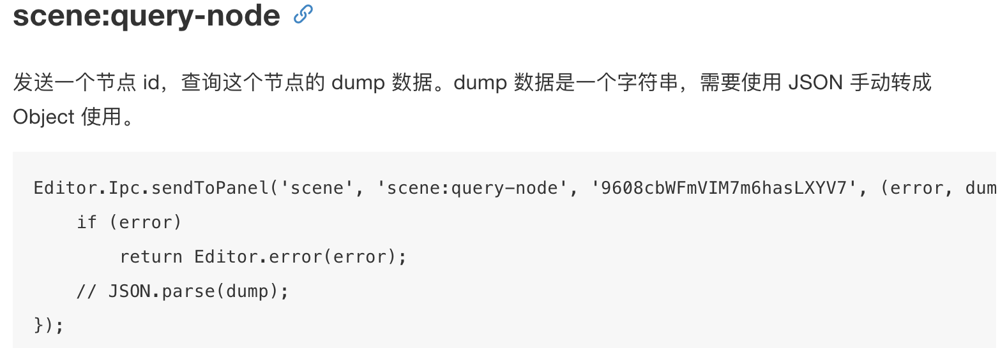 scene:query-node
发送一个节点 id，查询这个节点的 dump 数据。dump 数据是一个字符串，需要使用 JSON 手动转成
Object 使用。
Editor.Ipc.sendToPanel('scene', 'scene:query-node', '9608cbWFmVIM7m6hasLXYV7', (error, dum
    if (error)
        return Editor.error(error);
    // JSON.parse(dump);
});